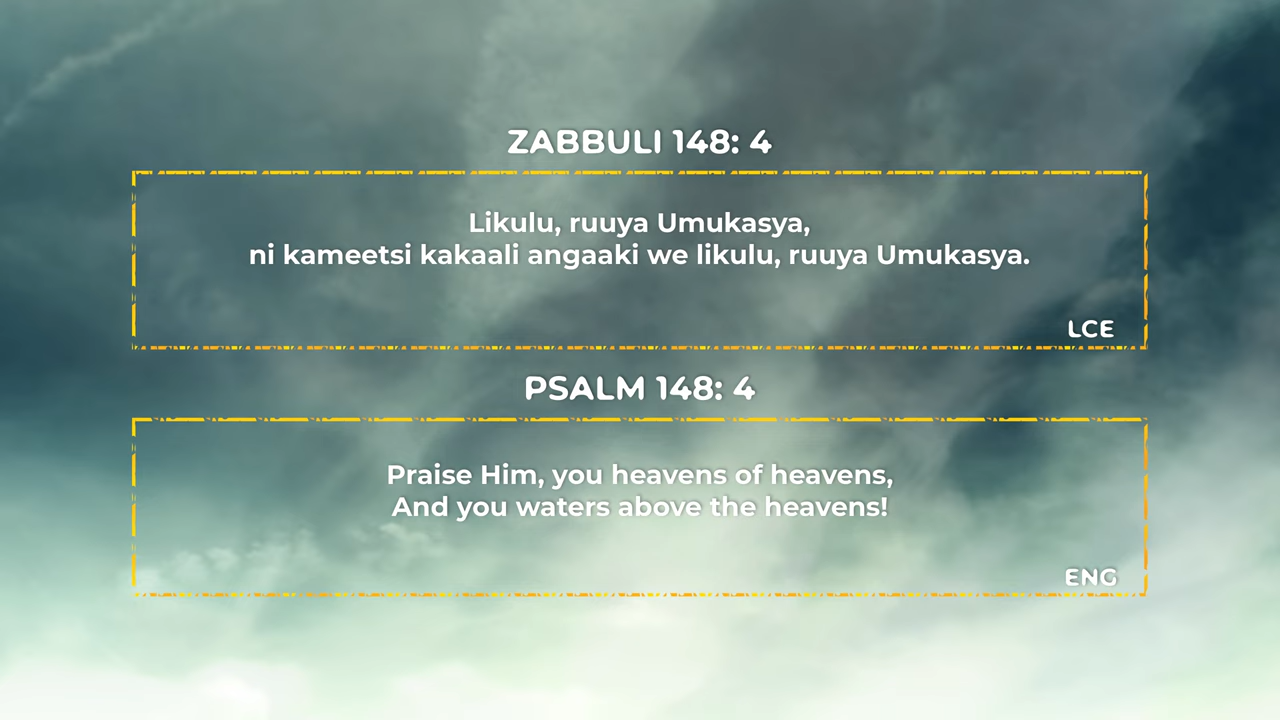 ZABBULI 148: 4
Likulu, ruuya Umukasya,
ni kameetsi kakaali angaaki we likulu, ruuya Umukasya.
LCE
PSALM 148: 4
Praise Him, you heavens of heavens,
And you waters above the heavens!
ENG